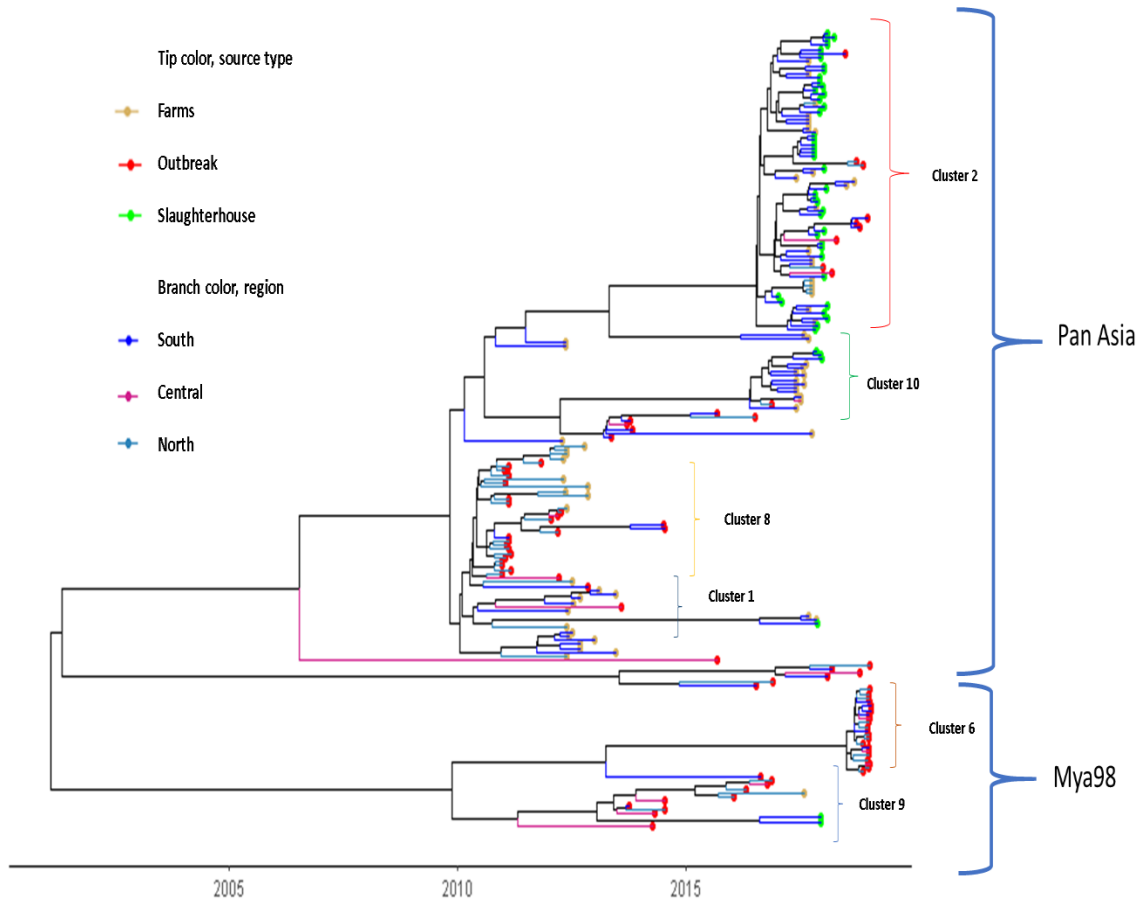 Tip color, source type
Farms
Outbreak
Slaughterhouse
Branch color, region
South
Central
North
Cluster 2
Pan Asia
Cluster 10
Cluster 8
Cluster 1
Cluster 6
Mya98
Cluster 9
2005 2010 2015